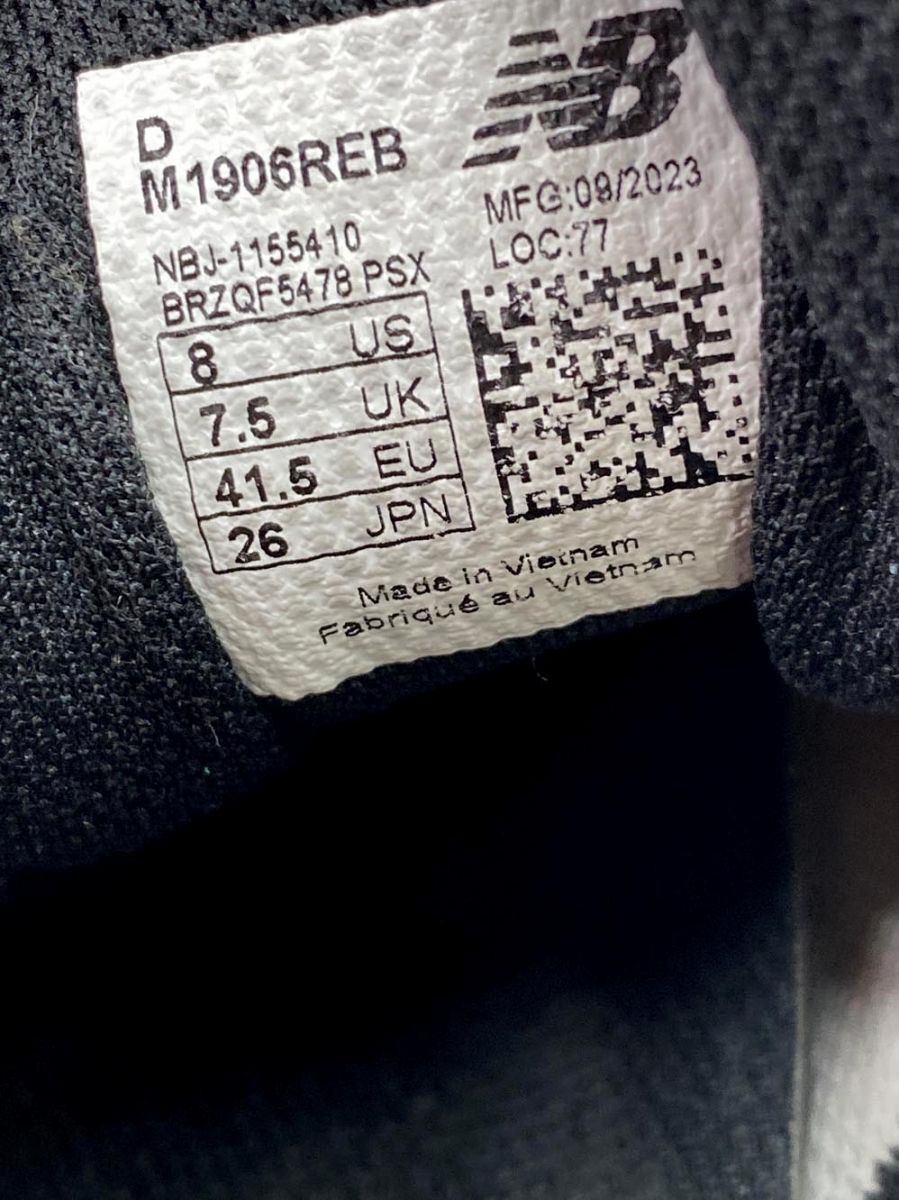 NB
D
M1906REB
MFG:09/2023
LOC:77
NBJ-1155410
BRZQF5478 PSX
8 US
7.5 UK
41.5 EU
26 JPN
Made in Vietnam
Fabriqué au Vietnam